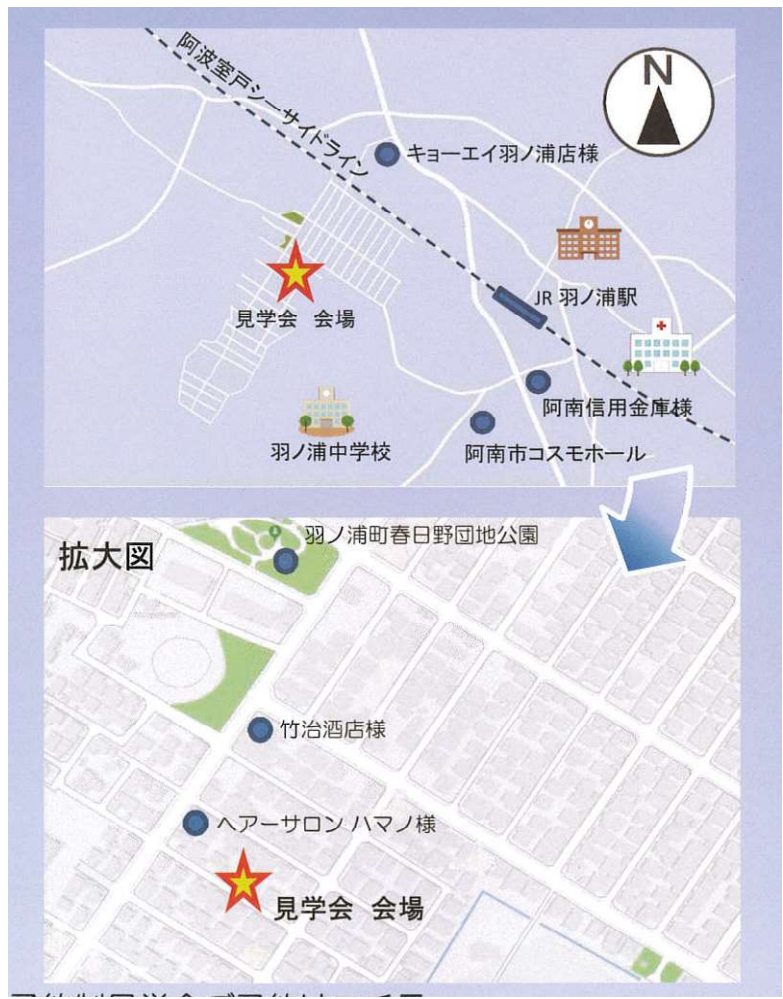 阿波室戸シーサイドライン
N
キョーエイ羽ノ浦店様
JR 羽ノ浦駅
見学会 会場
阿南信用金庫様
羽ノ浦中学校
阿南市コスモホール
拡大図
羽ノ浦町春日野団地公園
竹治酒店様
ヘアーサロン ハマノ様
見学会 会場